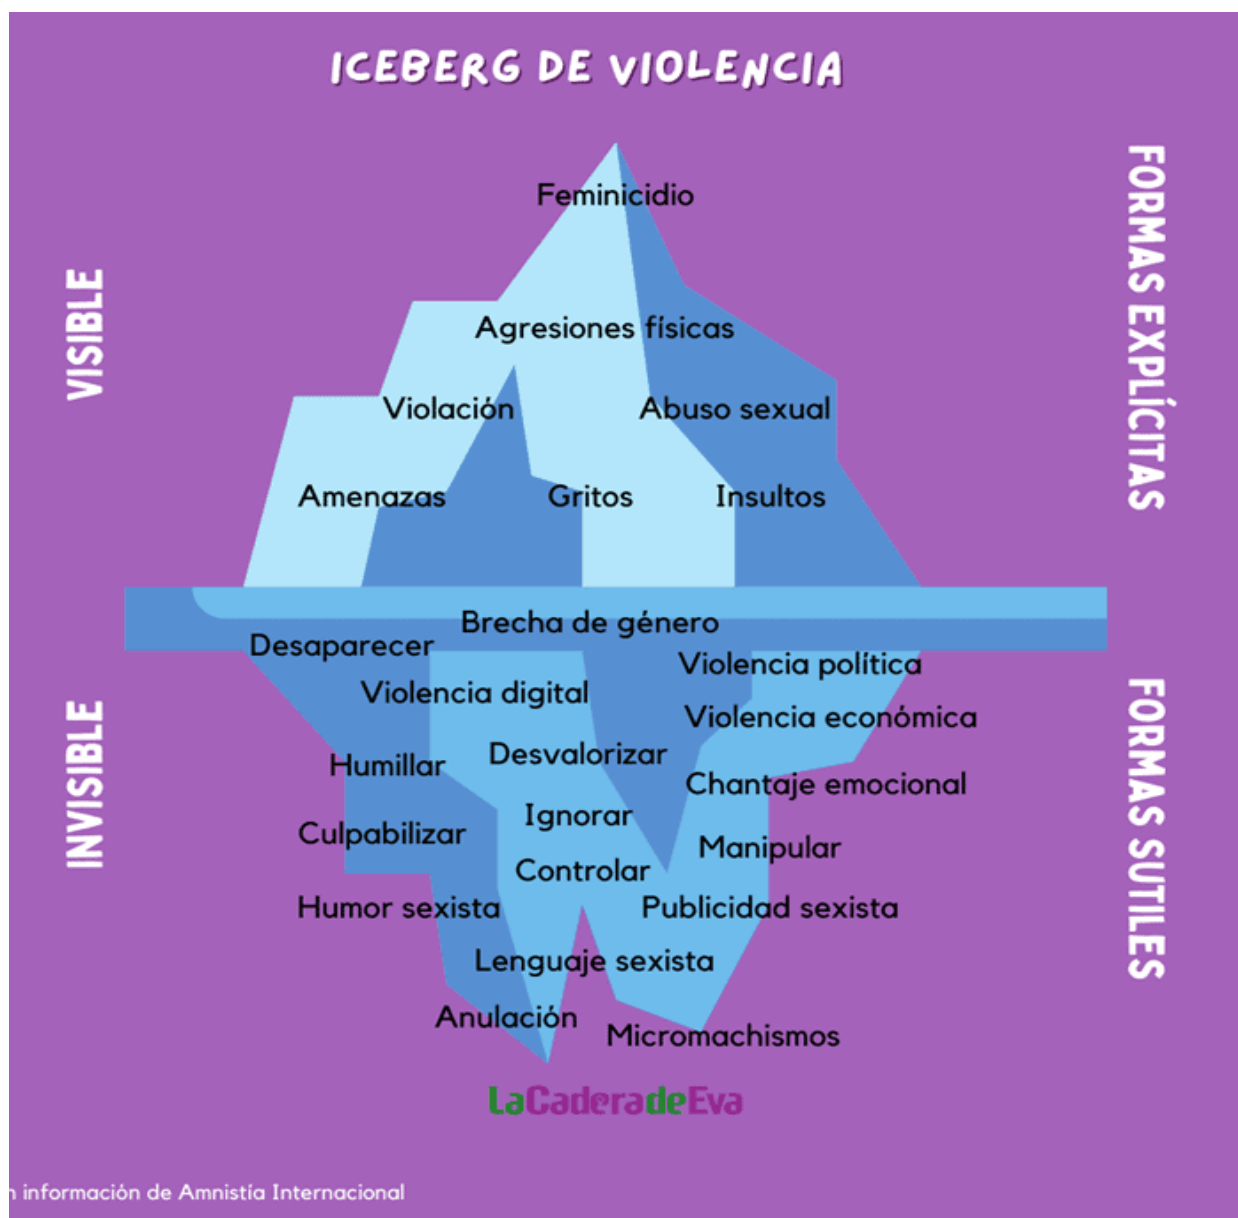 ICEBERG DE VIOLENCIA
VISIBLE
FORMAS EXPLÍCITAS
Feminicidio
Agresiones físicas
Violación
Abuso sexual
Amenazas
Gritos
Insultos
INVISIBLE
FORMAS SUTILES
Brecha de género
Desaparecer
Violencia política
Violencia digital
Violencia económica
Desvalorizar
Humillar
Chantaje emocional
Ignorar
Culpabilizar
Manipular
Controlar
Humor sexista
Publicidad sexista
Lenguaje sexista
Anulación
Micromachismos
LaCaderadeEva
información de Amnistía Internacional